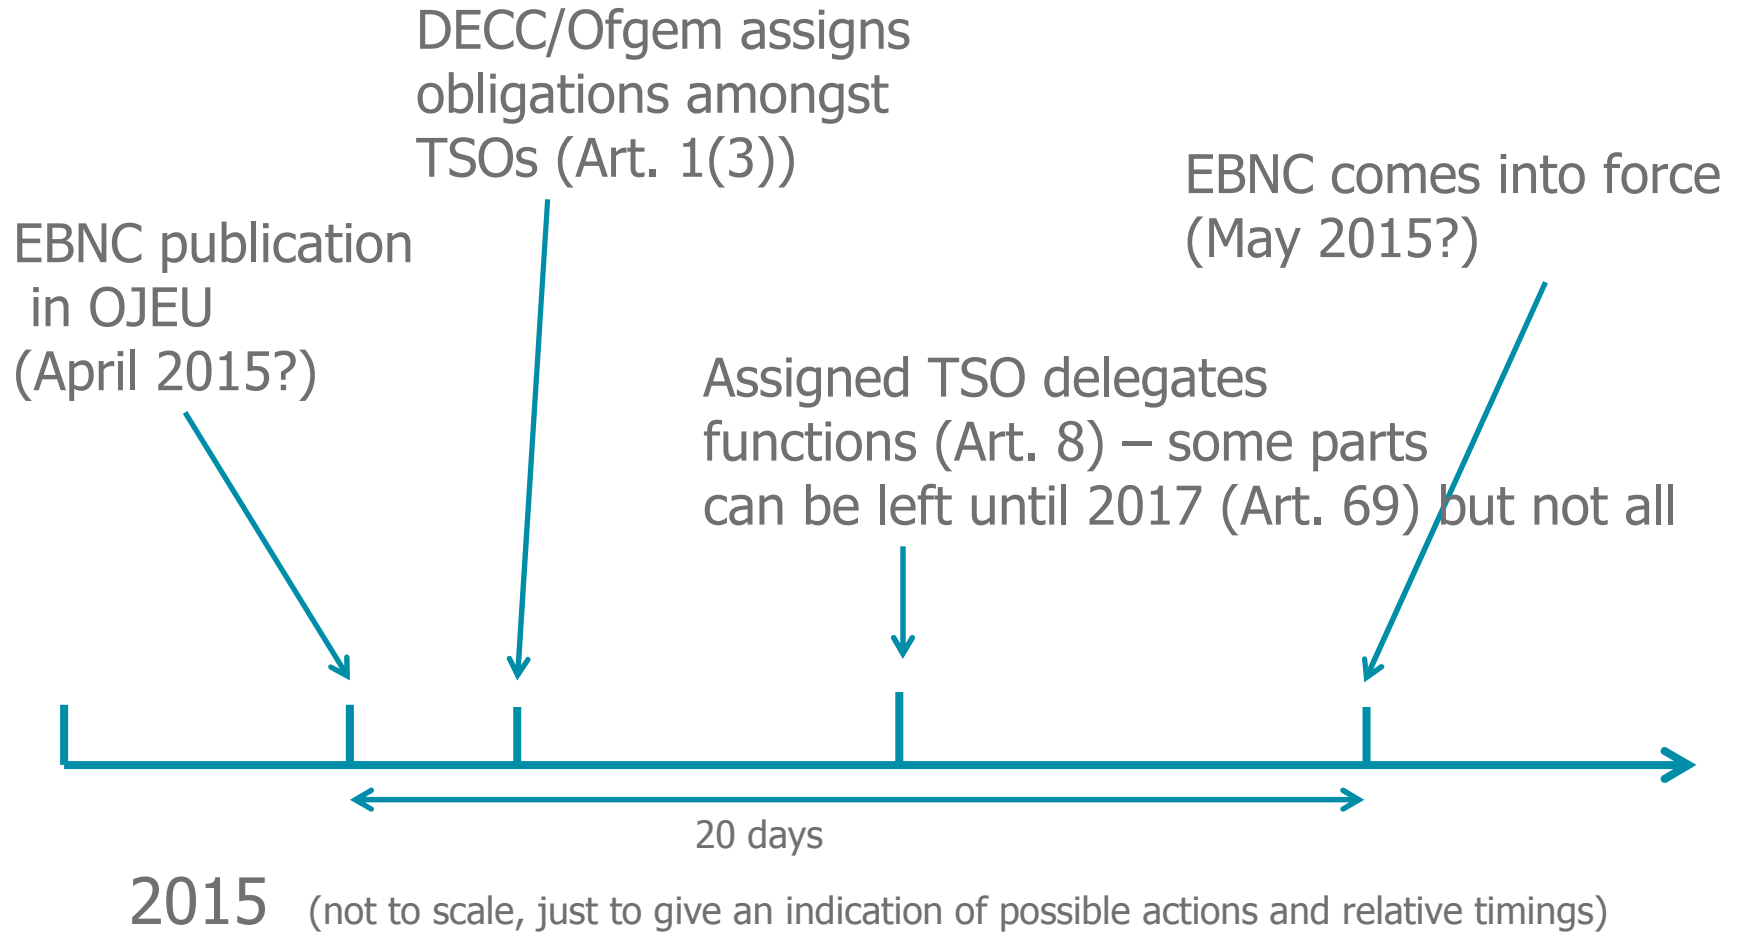 DECC/Ofgem assigns
obligations amongst
TSOs (Art. 1(3))
EBNC comes into force
(May 2015?)
EBNC publication
in OJEU
(April 2015?)
Assigned TSO delegates
functions (Art. 8) – some parts
can be left until 2017 (Art. 69) but not all
20 days
2015 (not to scale, just to give an indication of possible actions and relative timings)